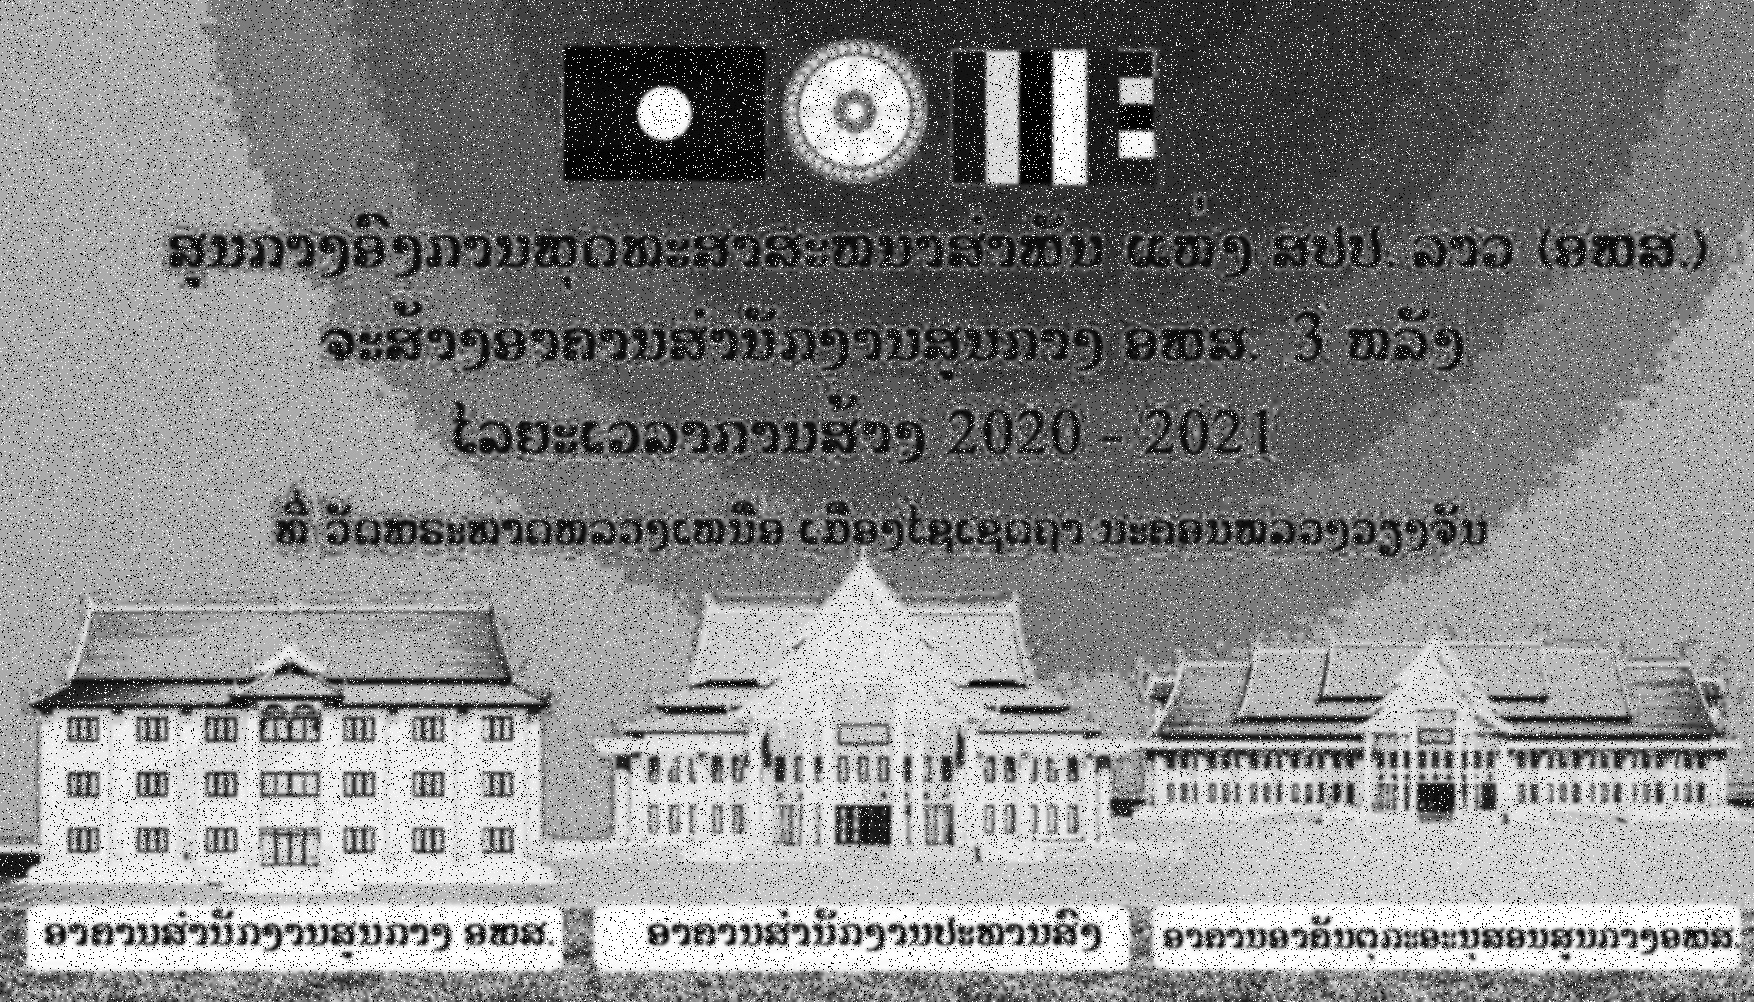 ສູນກາງອົງການພຸດທະສາສະໜາສຳພັນ ແຫ່ງ ສປປ. ລາວ (ອພສ.)
ຈະສ້າງອາຄານສຳນັກງານສູນກາງ ອພສ. 3 ຫລັງ
ໄລຍະເວລາການສ້າງ 2020 - 2021
ທີ່ ວັດພຣະທາດຫລວງເໜືອ ເມືອງໄຊເຊດຖາ ນະຄອນຫລວງວຽງຈັນ
ອາຄານສຳນັກງານສູນກາງ ອພສ.
ອາຄານສຳນັກງານປະທານສົງ
ອາຄານອາຄັນຕຸກະອະນຸສອນສູນກາງອພສ.